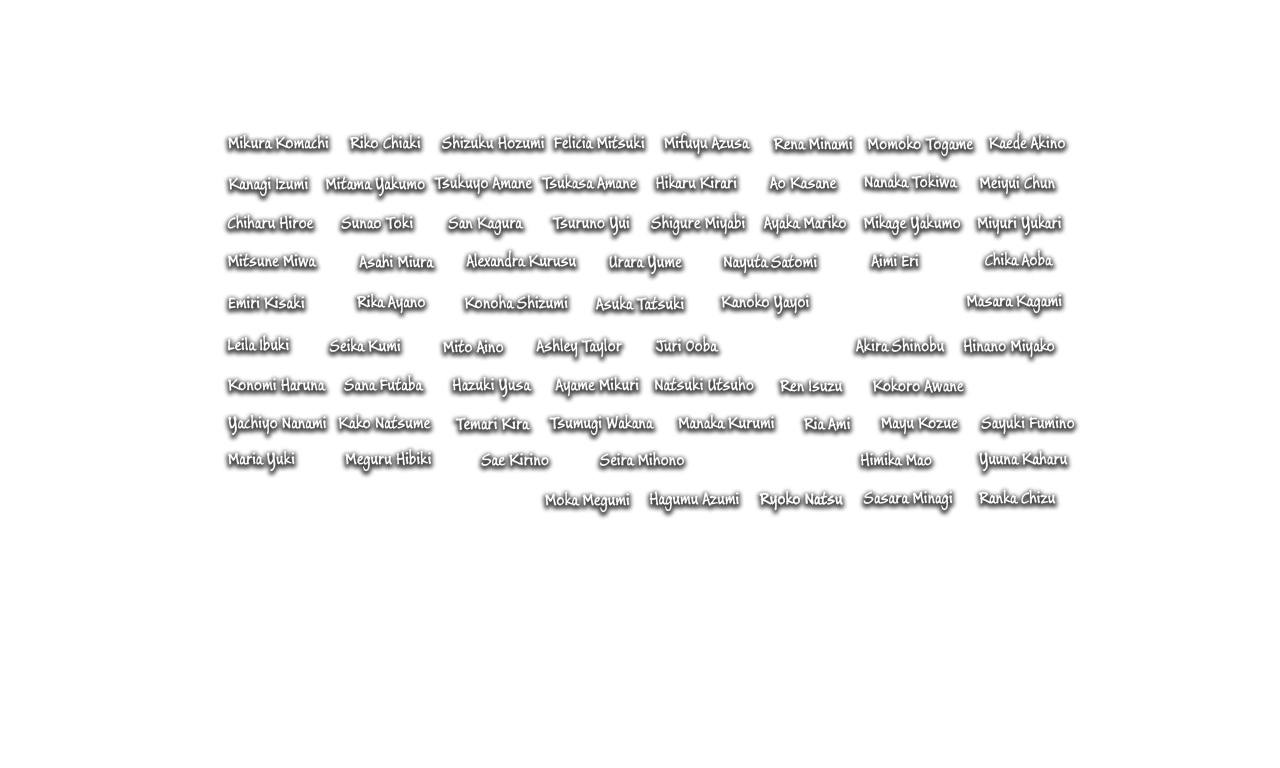 Mikura Komachi Riko Chiaki Shizuku Hozumi Felicia Mitsuki Mifuyu Azusa Rena Minami Momoko Togame Kaede Akino
Kanagi Izumi Mitama Yakumo Tsukuyo Amane Tsukasa Amane Hikaru Kirari Ao Kasane Nanaka Tokiwa Meiyui Chun
Chiharu Hiroe Sunao Toki San Kagura Tsuruno Yui Shigure Miyabi Ayaka Mariko Mikage Yakumo Miyuri Yukari
Mitsune Miwa Asahi Miura Alexandra Kurusu Urara Yume Nayuta Satomi Aimi Eri Chika Aoba
Emiri Kisaki Rika Ayano Konoha Shizumi Asuka Tatsuki Kanoko Yayoi Masara Kagami
Leila Ibuki Seika Kumi Mito Aino Ashley Taylor Juri Ooba Akira Shinobu Hinano Miyako
Konomi Haruna Sana Futaba Hazuki Yusa Ayame Mikuri Natsuki Utsuho Ren Isuzu Kokoro Awane
Yachiyo Nanami Kako Natsume Temari Kira Tsumugi Wakana Manaka Kurumi Ria Ami Mayu Kozue Sayuki Fumino
Maria Yuki Meguru Hibiki Sae Kirino Seira Mihono Himika Mao Yuuna Kaharu
Moka Megumi Hagumu Azumi Ryoko Natsu Sasara Minagi Ranka Chizu